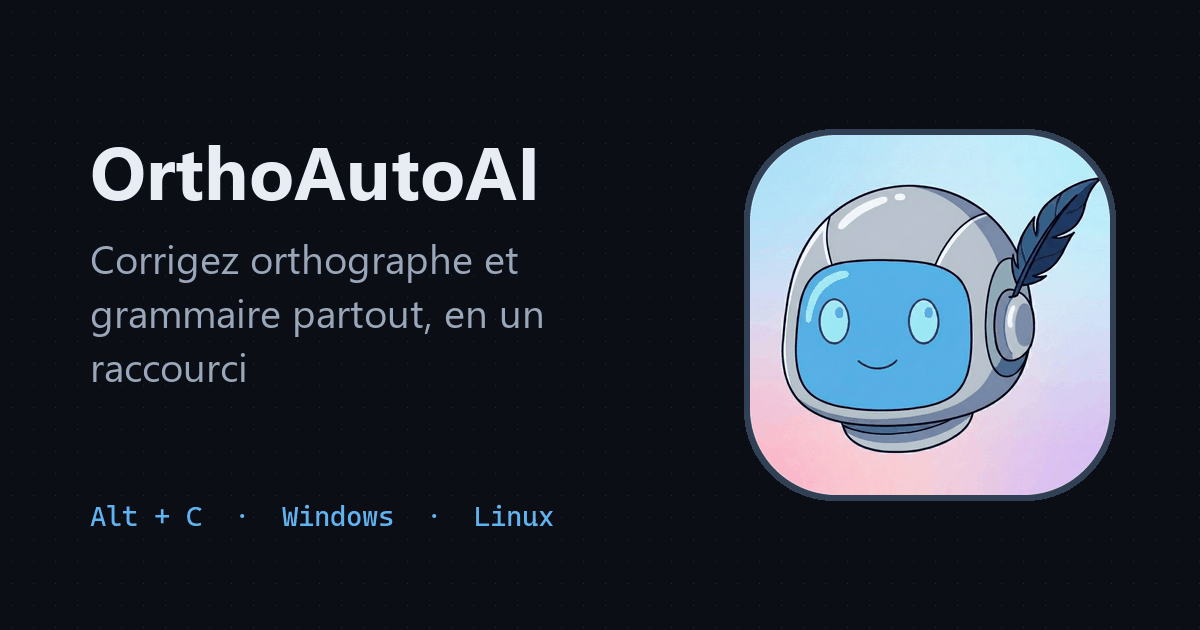 OrthoAutoAI
Corrigez orthographe et
grammaire partout, en un
raccourci
Alt + C · Windows · Linux